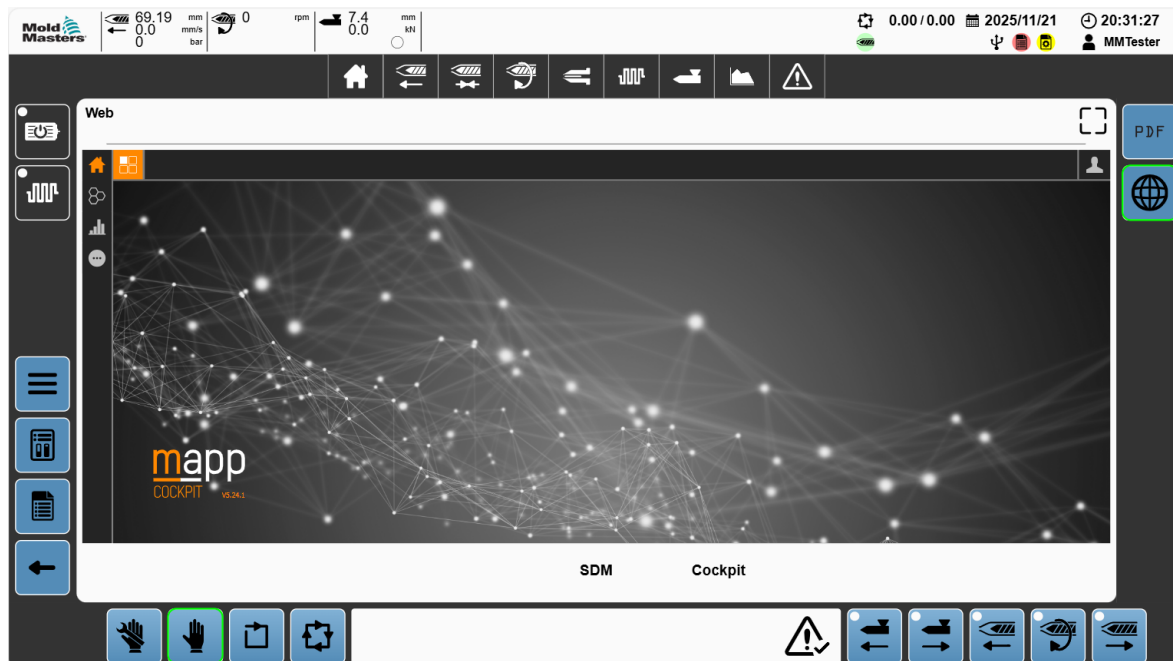 Mold
Masters
69.19 mm
0.0 mm/s
0 bar
0 rpm
7.4 mm
0.0 kN
0.00 / 0.00 2025/11/21 20:31:27
MMTester
Web
PDF
mapp
COCKPIT V5.24.1
SDM Cockpit